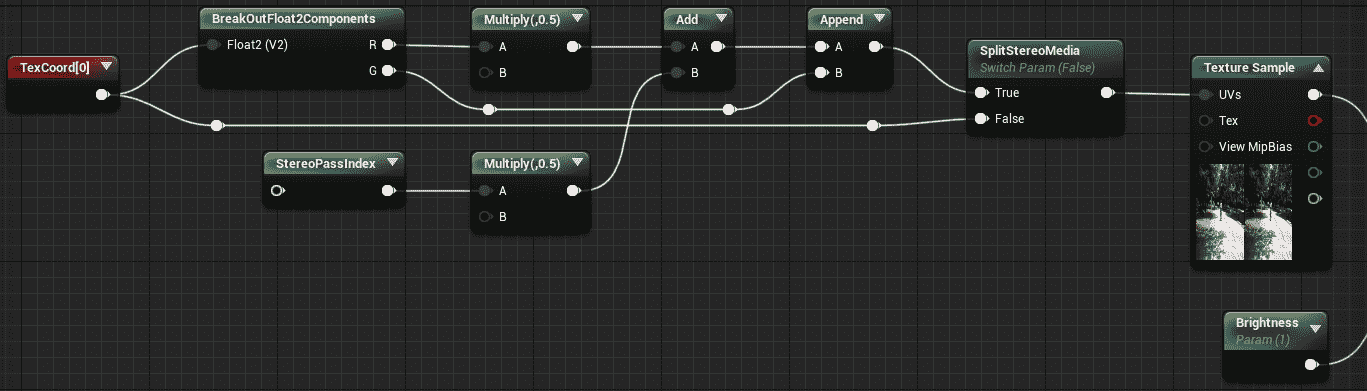 TexCoord[0]
BreakOutFloat2Components
Float2 (V2)
R
G
Multiply(,0.5)
A
B
Add
A
B
Append
A
B
SplitStereoMedia
Switch Param (False)
True
False
Texture Sample
UVs
Tex
View MipBias
StereoPassIndex
Multiply(,0.5)
A
B
Brightness
Param (1)